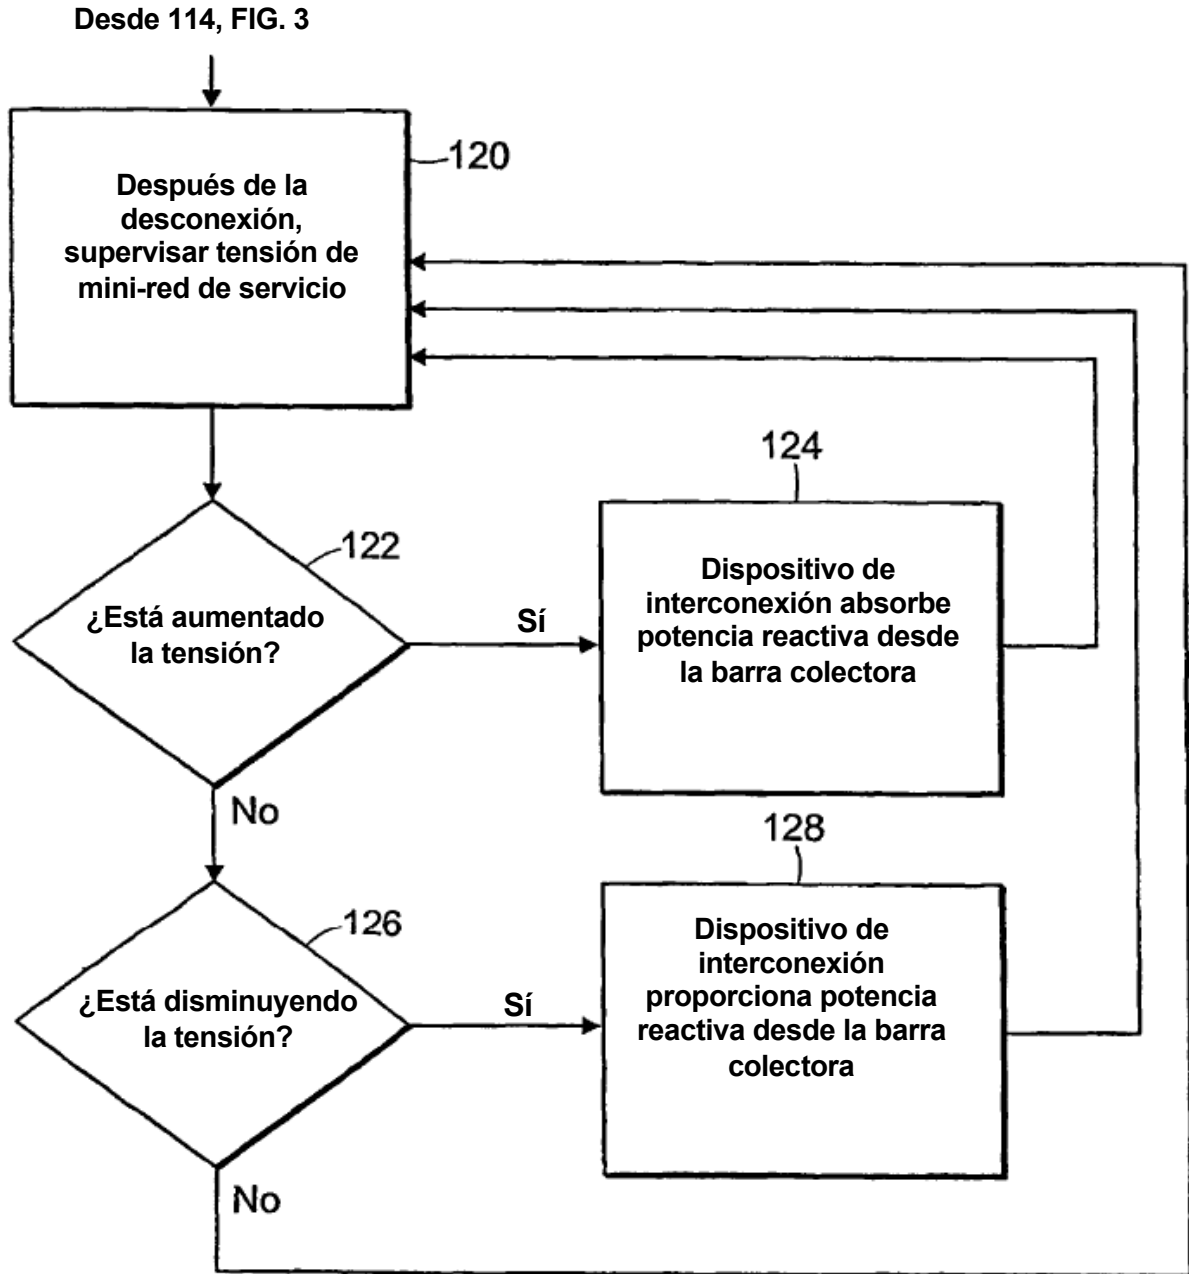 Desde 114, FIG. 3
120
Después de la
desconexión,
supervisar tensión de
mini-red de servicio
124
122
¿Está aumentado
la tensión?
Sí
Dispositivo de
interconexión absorbe
potencia reactiva desde
la barra colectora
No
128
126
¿Está disminuyendo
la tensión?
Sí
Dispositivo de
interconexión
proporciona potencia
reactiva desde la barra
colectora
No